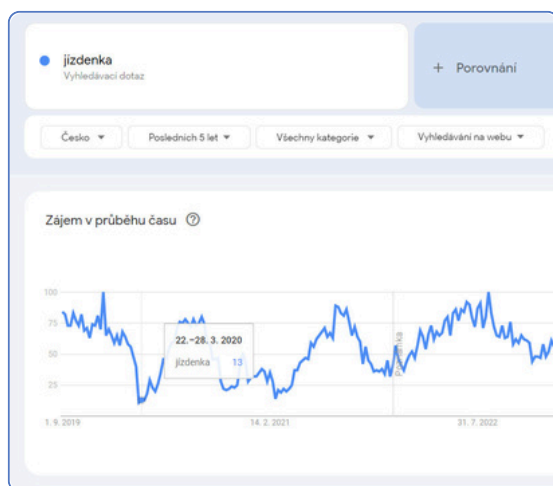 jízdenka
Vyhledávací dotaz
+ Porovnání
Česko
Posledních 5 let
Všechny kategorie
Vyhledávání na webu
Zájem v průběhu času
100
75
50
25
22.–28. 3. 2020
jízdenka 13
Poznámka
1. 9. 2019
14. 2. 2021
31. 7. 2022